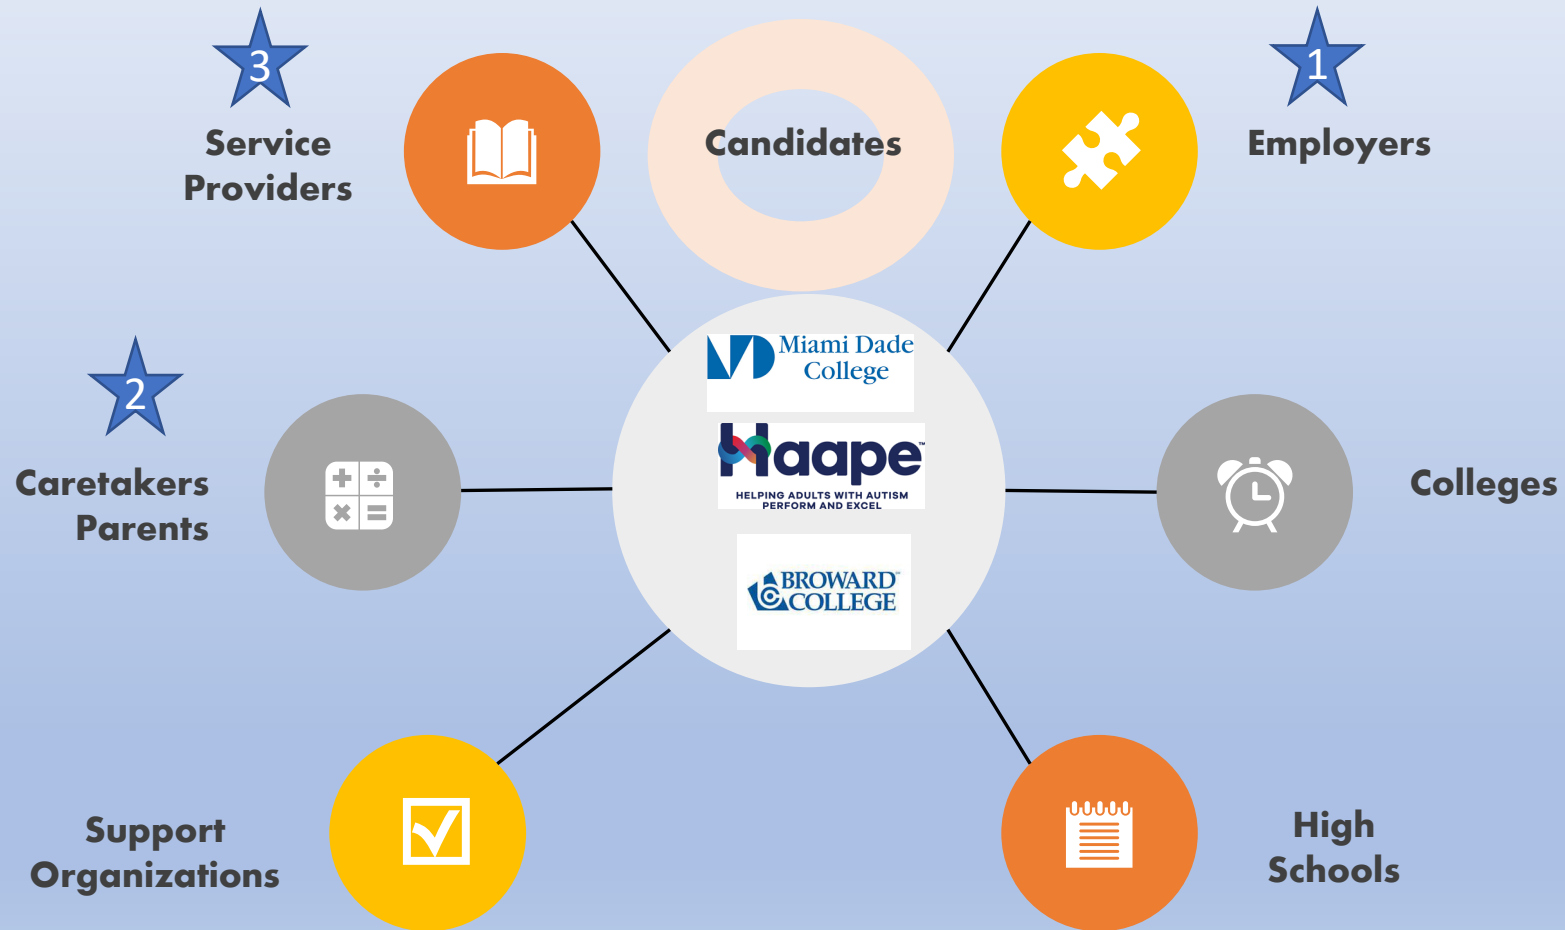 3
Service
Providers
Candidates
1
Employers
Miami Dade
College
Haape™
HELPING ADULTS WITH AUTISM
PERFORM AND EXCEL
BROWARD
COLLEGE
2
Caretakers
Parents
Colleges
Support
Organizations
High
Schools